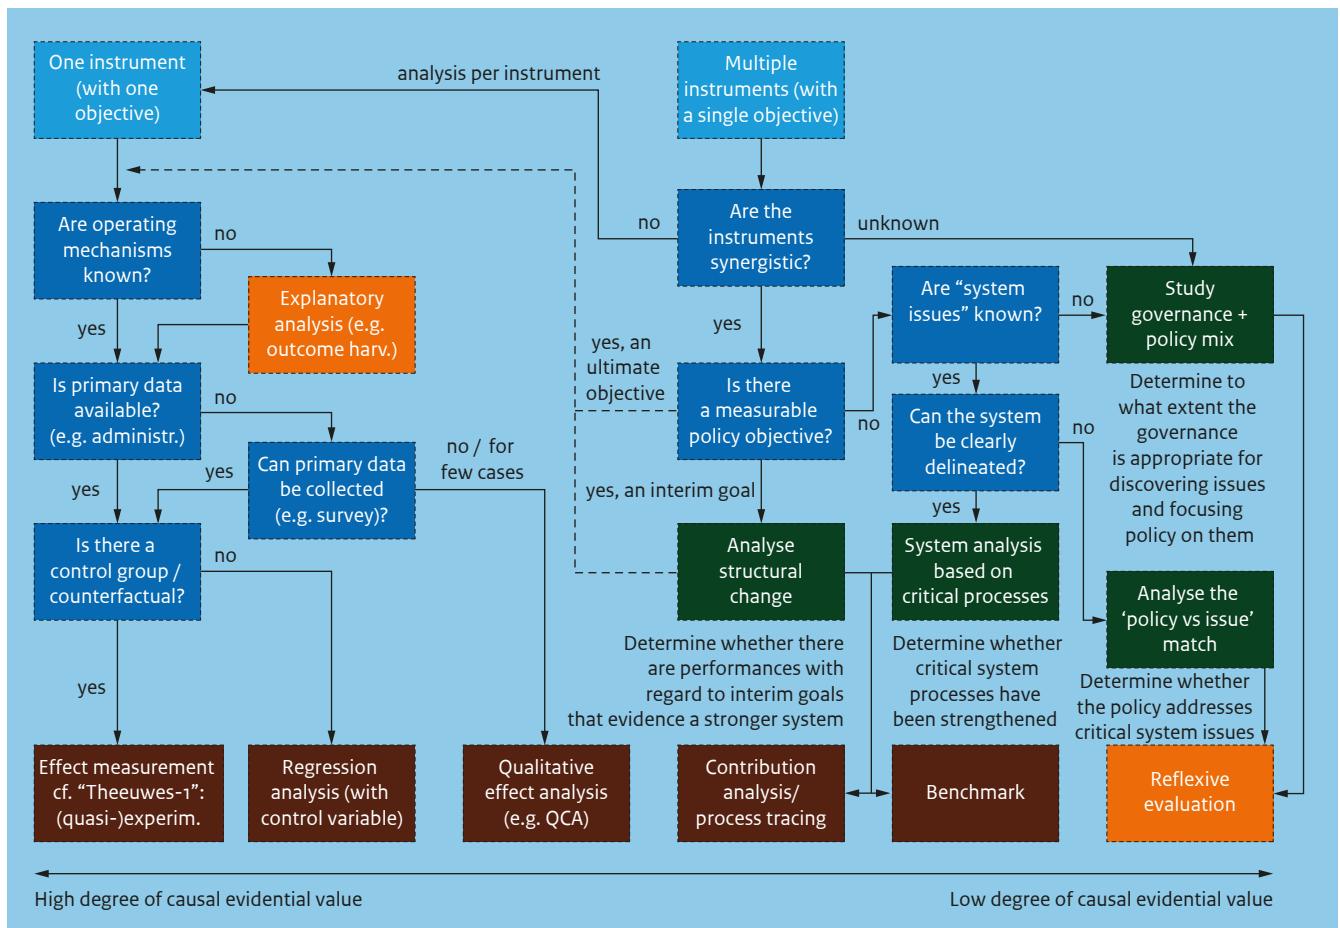 One instrument
(with one
objective)
analysis per instrument
Multiple
instruments (with
a single objective)
Are operating
mechanisms
known?
no
no
Are the
instruments
synergistic?
unknown
Explanatory
analysis (e.g.
outcome harv.)
yes
yes
Are “system
issues” known?
no
Study
governance +
policy mix
yes, an
ultimate
objective
yes
Is primary data
available?
(e.g. administr.)
no
Is there
a measurable
policy objective?
no
Can the system
be clearly
delineated?
no
Determine to
what extent the
governance
is appropriate for
discovering issues
and focusing
policy on them
yes
yes
Can primary data
be collected
(e.g. survey)?
no / for
few cases
yes, an interim goal
yes
Is there a
control group /
counterfactual?
no
Analyse
structural
change
System analysis
based on
critical processes
Analyse the
‘policy vs issue’
match
yes
Determine whether there
are performances with
regard to interim goals
that evidence a stronger system
Determine whether
critical system
processes have
been strengthened
Determine whether
the policy addresses
critical system issues
Effect measurement
cf. “Theeuwes-1”:
(quasi-)experim.
Regression
analysis (with
control variable)
Qualitative
effect analysis
(e.g. QCA)
Contribution
analysis/
process tracing
Benchmark
Reflexive
evaluation
High degree of causal evidential value
Low degree of causal evidential value